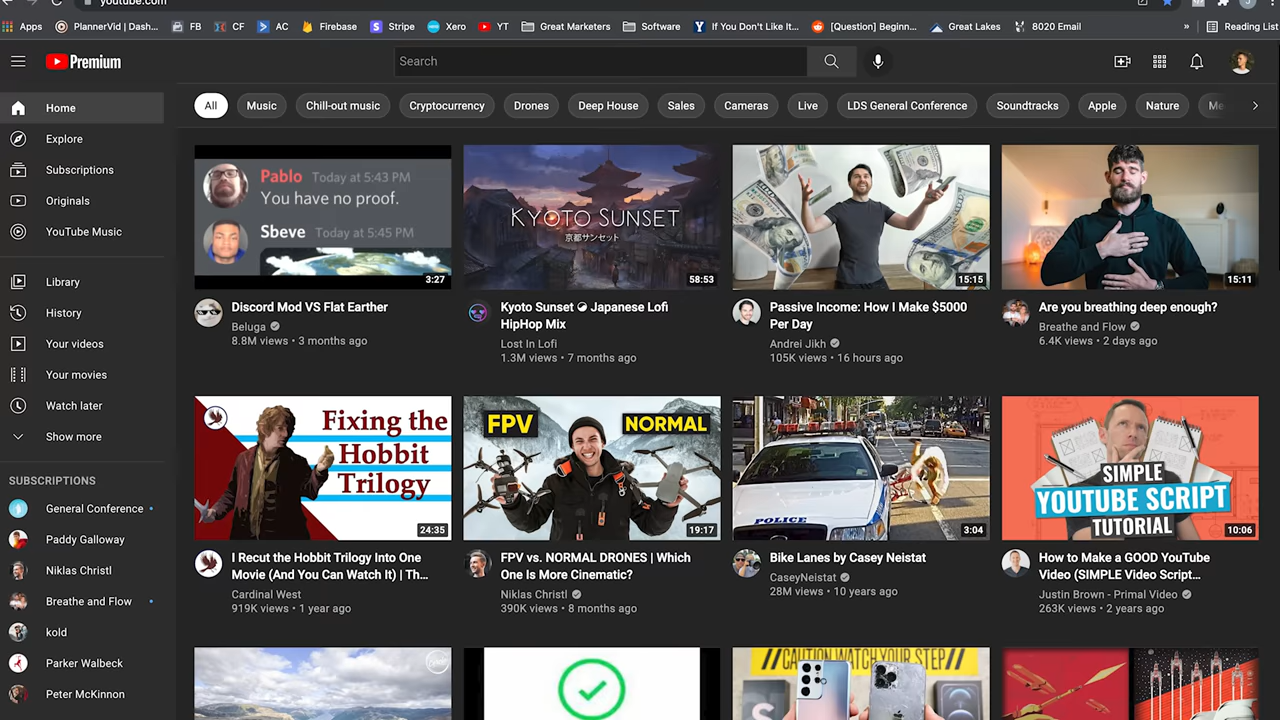 youtube.com
Apps PlannerVid | Dash... FB CF AC Firebase Stripe Xero YT Great Marketers Software If You Don't Like It... [Question] Beginn... Great Lakes 8020 Email » Reading List
Premium Search
All Music Chill-out music Cryptocurrency Drones Deep House Sales Cameras Live LDS General Conference Soundtracks Apple Nature
Home
Explore
Subscriptions
Originals
YouTube Music
Library
History
Your videos
Your movies
Watch later
Show more
SUBSCRIPTIONS
General Conference •
Paddy Galloway
Niklas Christl
Breathe and Flow •
kold
Parker Walbeck
Peter McKinnon
Pablo Today at 5:43 PM
You have no proof.
Sbeve Today at 5:45 PM
3:27
Discord Mod VS Flat Earther
Beluga
8.8M views • 3 months ago
KYOTO SUNSET
京都サンセット
58:53
Kyoto Sunset Japanese Lofi
HipHop Mix
Lost In Lofi
1.3M views • 7 months ago
15:15
Passive Income: How I Make $5000
Per Day
Andrei Jikh
105K views • 16 hours ago
15:11
Are you breathing deep enough?
Breathe and Flow
6.4K views • 2 days ago
Fixing the
Hobbit
Trilogy
24:35
I Recut the Hobbit Trilogy Into One
Movie (And You Can Watch It) | Th...
Cardinal West
919K views • 1 year ago
FPV NORMAL
19:17
FPV vs. NORMAL DRONES | Which
One Is More Cinematic?
Niklas Christl
390K views • 8 months ago
POLICE
3:04
Bike Lanes by Casey Neistat
CaseyNeistat
28M views • 10 years ago
SIMPLE
YOUTUBE SCRIPT
TUTORIAL
10:06
How to Make a GOOD YouTube
Video (SIMPLE Video Script...
Justin Brown - Primal Video
263K views • 2 years ago
CAUTION WATCH YOUR STEP